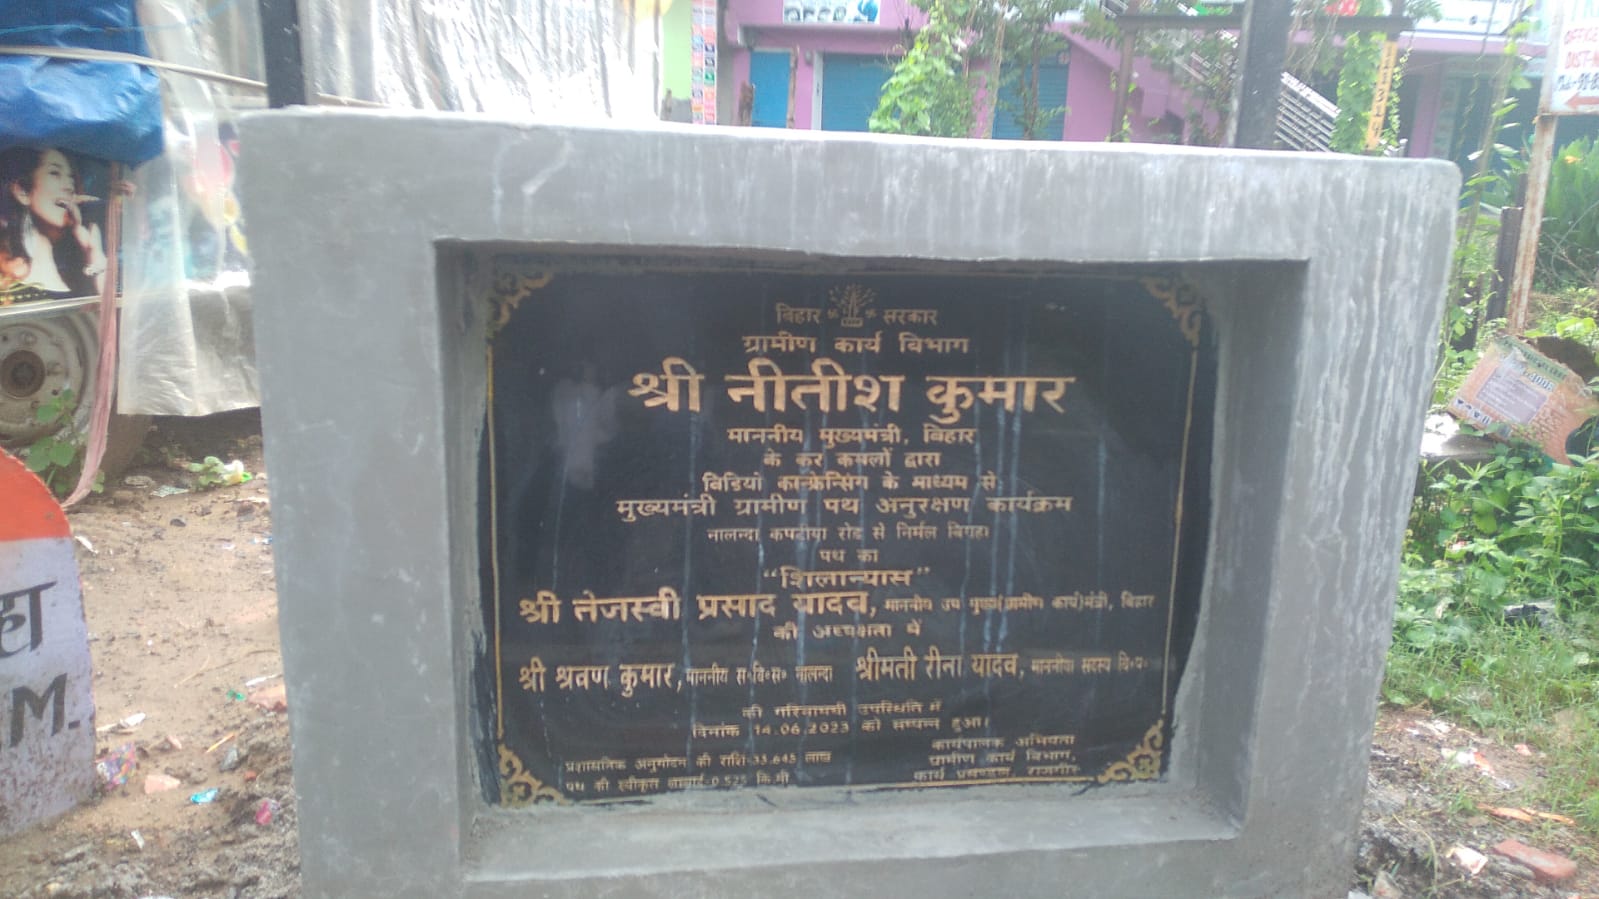 बिहार सरकार
ग्रामीण कार्य विभाग
श्री नीतीश कुमार
माननीय मुख्यमंत्री, बिहार
के कर कमलों द्वारा
विडियो कान्फ्रेन्सिंग के माध्यम से
मुख्यमंत्री ग्रामीण पथ अनुरक्षण कार्यक्रम
नालन्दा कपटीया रोड से निर्मल बिगहा
पथ का
"शिलान्यास"
श्री तेजस्वी प्रसाद यादव, माननीय उप मुख्य(ग्रामीण कार्य)मंत्री, बिहार
की अध्यक्षता में
श्री श्रवण कुमार, माननीय स०वि०स० नालन्दा श्रीमती रीना यादव, माननीया सदस्य वि०प०
की गरिमामयी उपस्थिति में
दिनांक 14.06.2023 को सम्पन्न हुआ।
प्रशासनिक अनुमोदन की राशि-33.645 लाख
पथ की स्वीकृत लम्बाई-0.525 कि.मी
कार्यपालक अभियंता
ग्रामीण कार्य विभाग,
कार्य प्रमण्डल, राजगीर
M.
OFFICE